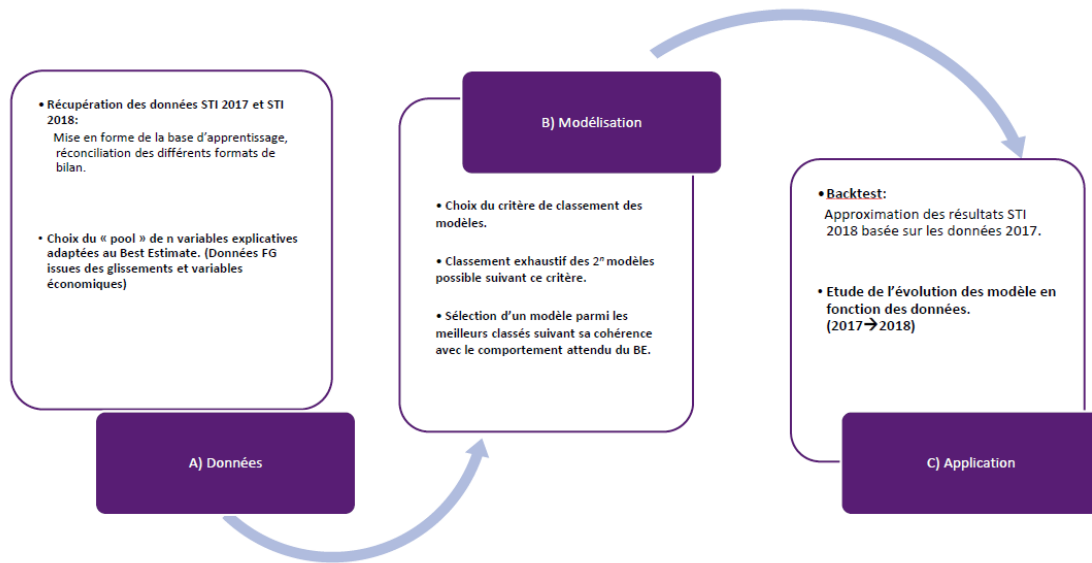 • Récupération des données STI 2017 et STI
2018:
Mise en forme de la base d'apprentissage,
réconciliation des différents formats de
bilan.
• Choix du « pool » de n variables explicatives
adaptées au Best Estimate. (Données FG
issues des glissements et variables
économiques)
A) Données
B) Modélisation
• Choix du critère de classement des
modèles.
• Classement exhaustif des 2ⁿ modèles
possible suivant ce critère.
• Sélection d'un modèle parmi les
meilleurs classés suivant sa cohérence
avec le comportement attendu du BE.
• Backtest:
Approximation des résultats STI
2018 basée sur les données 2017.
• Etude de l'évolution des modèle en
fonction des données.
(2017→2018)
C) Application